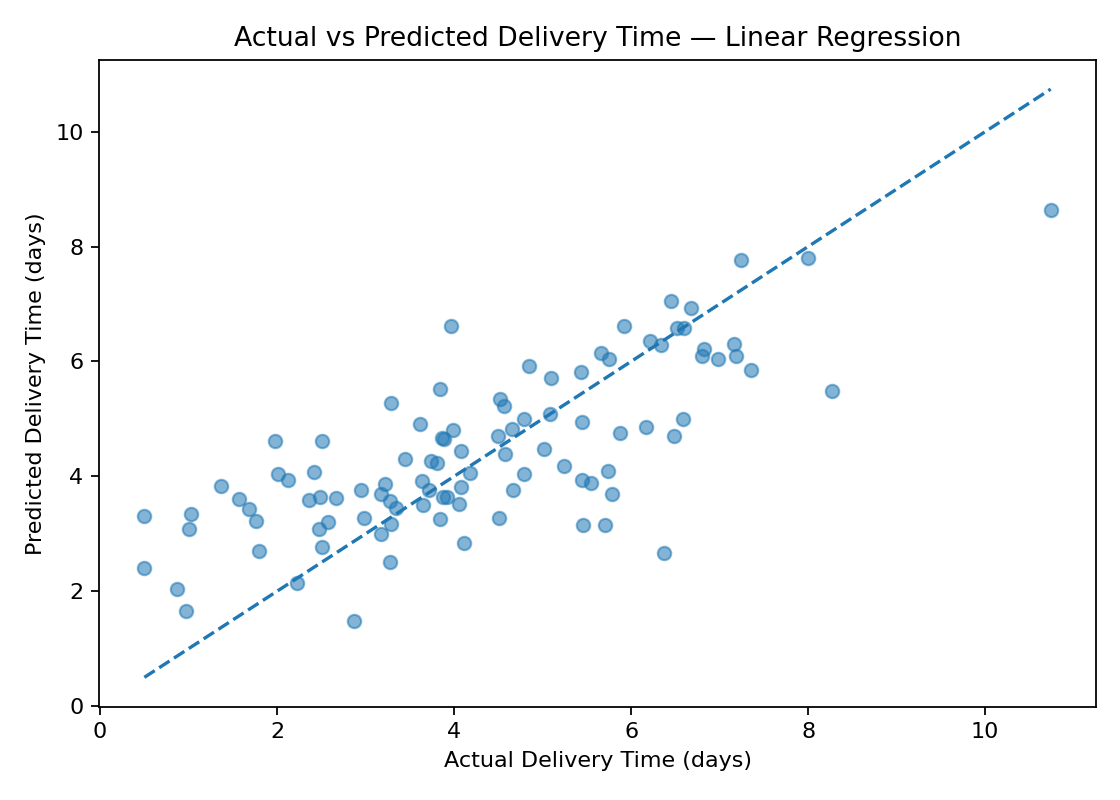 Actual vs Predicted Delivery Time — Linear Regression
Predicted Delivery Time (days)
10
8
6
4
2
0
0 2 4 6 8 10
Actual Delivery Time (days)